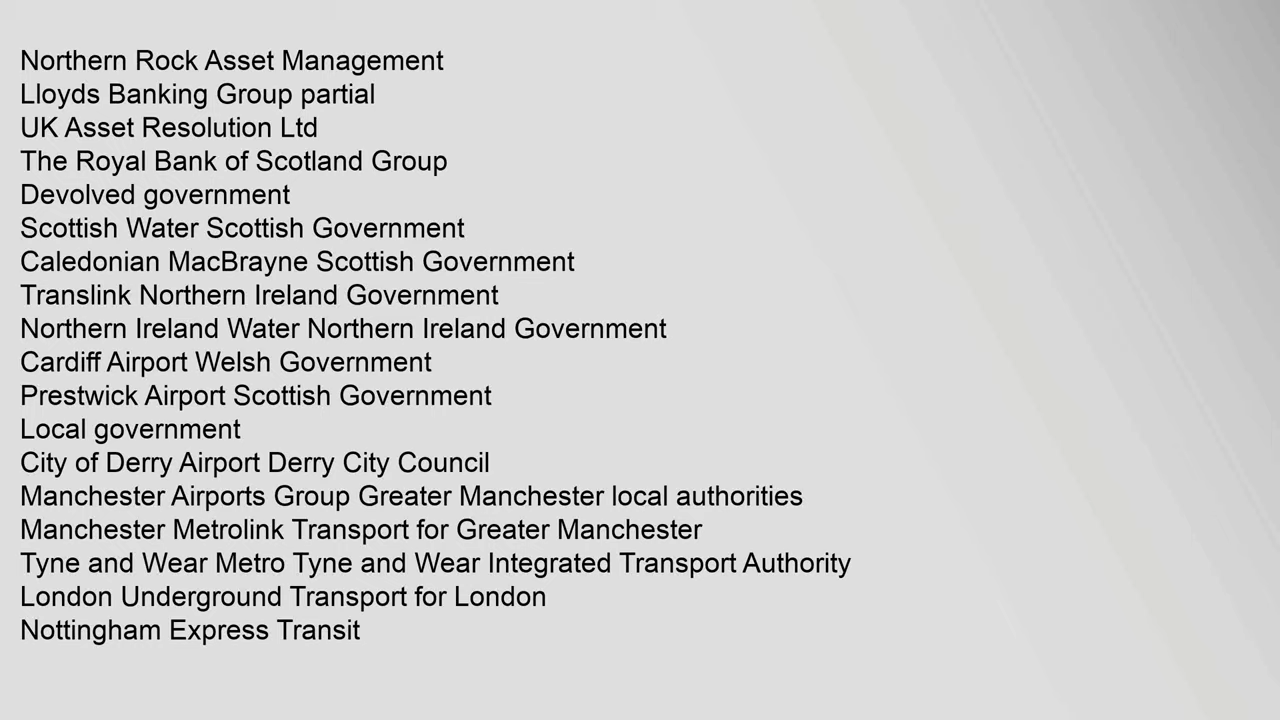 Northern Rock Asset Management
Lloyds Banking Group partial
UK Asset Resolution Ltd
The Royal Bank of Scotland Group
Devolved government
Scottish Water Scottish Government
Caledonian MacBrayne Scottish Government
Translink Northern Ireland Government
Northern Ireland Water Northern Ireland Government
Cardiff Airport Welsh Government
Prestwick Airport Scottish Government
Local government
City of Derry Airport Derry City Council
Manchester Airports Group Greater Manchester local authorities
Manchester Metrolink Transport for Greater Manchester
Tyne and Wear Metro Tyne and Wear Integrated Transport Authority
London Underground Transport for London
Nottingham Express Transit